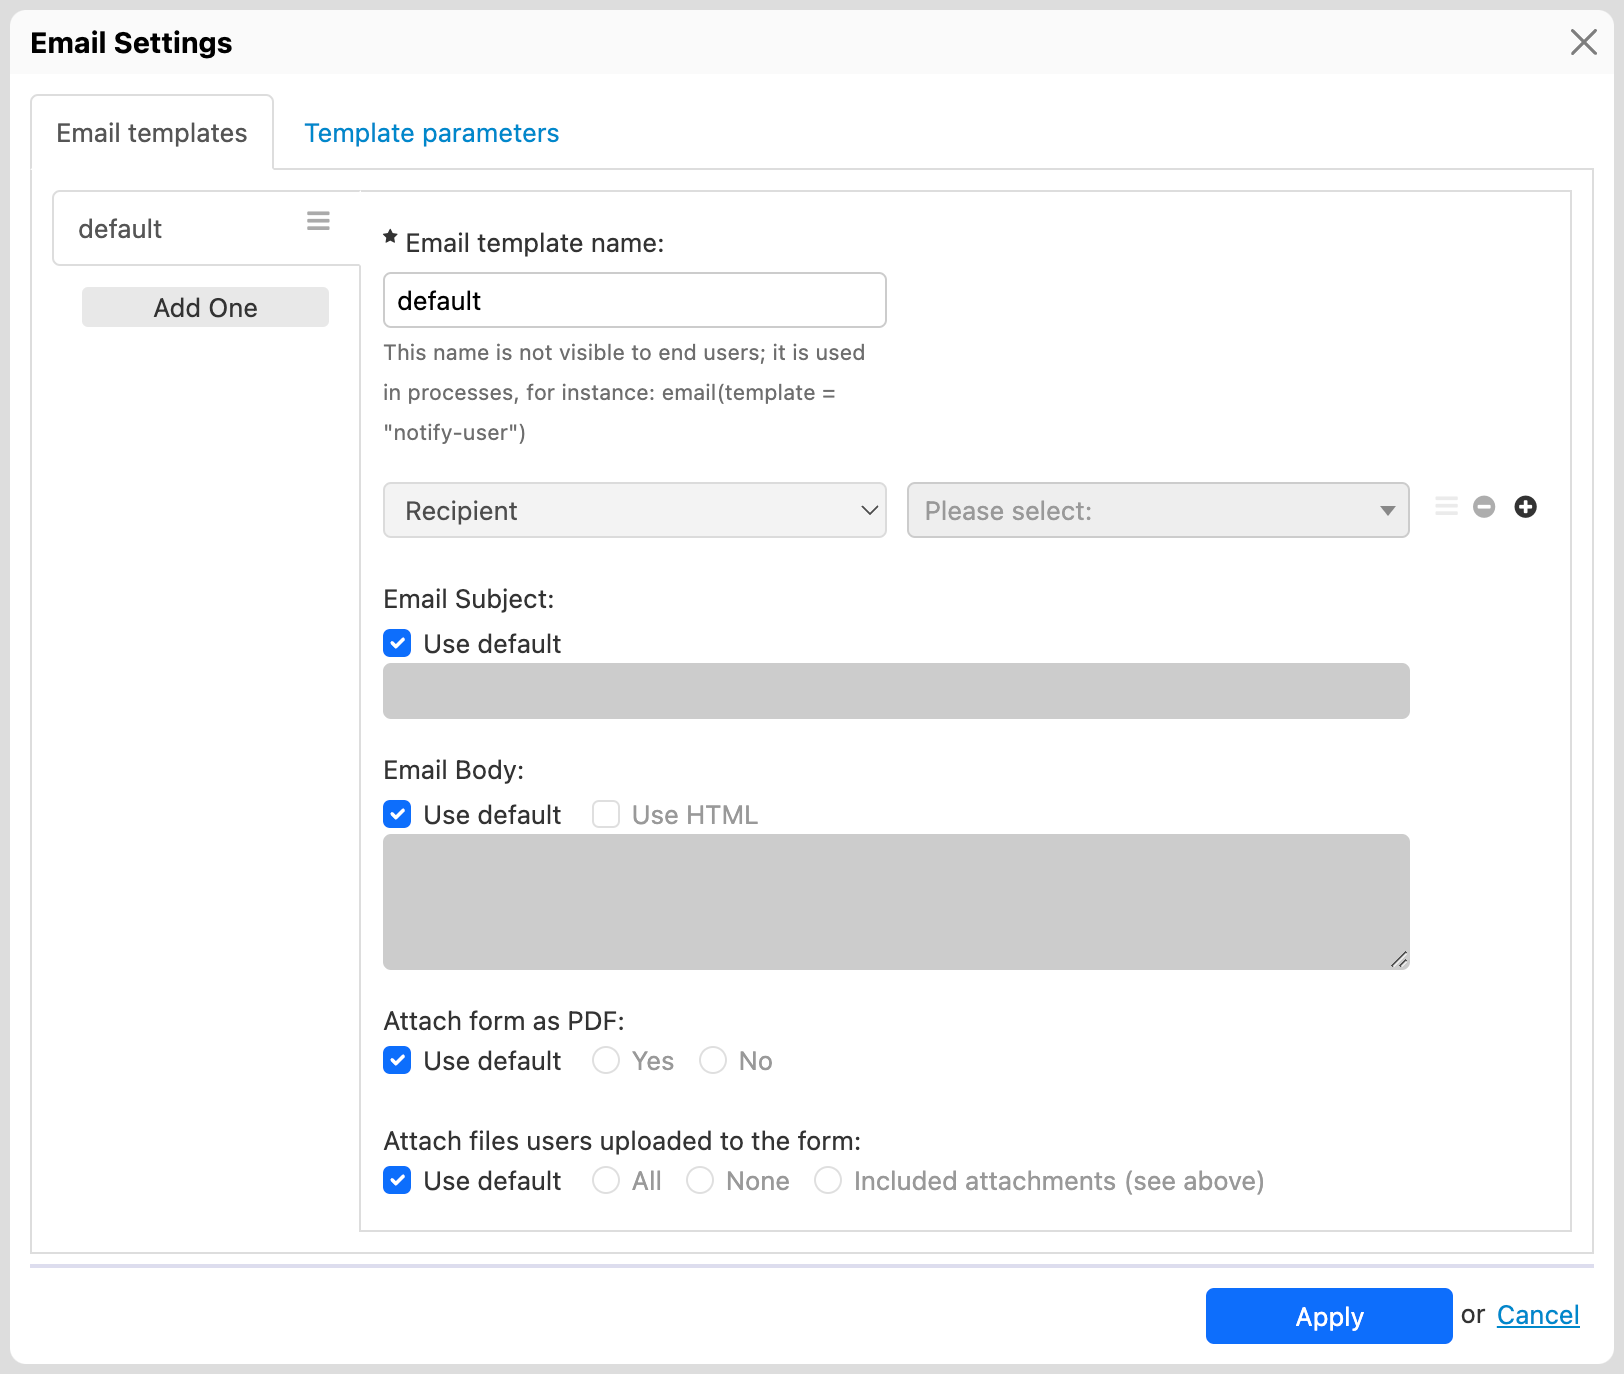 Email Settings
Email templates
Template parameters
default
Add One
★ Email template name:
default
This name is not visible to end users; it is used
in processes, for instance: email(template =
"notify-user")
Recipient
Please select:
Email Subject:
Use default
Email Body:
Use default
Use HTML
Attach form as PDF:
Use default
Yes
No
Attach files users uploaded to the form:
Use default
All
None
Included attachments (see above)
Apply
or Cancel